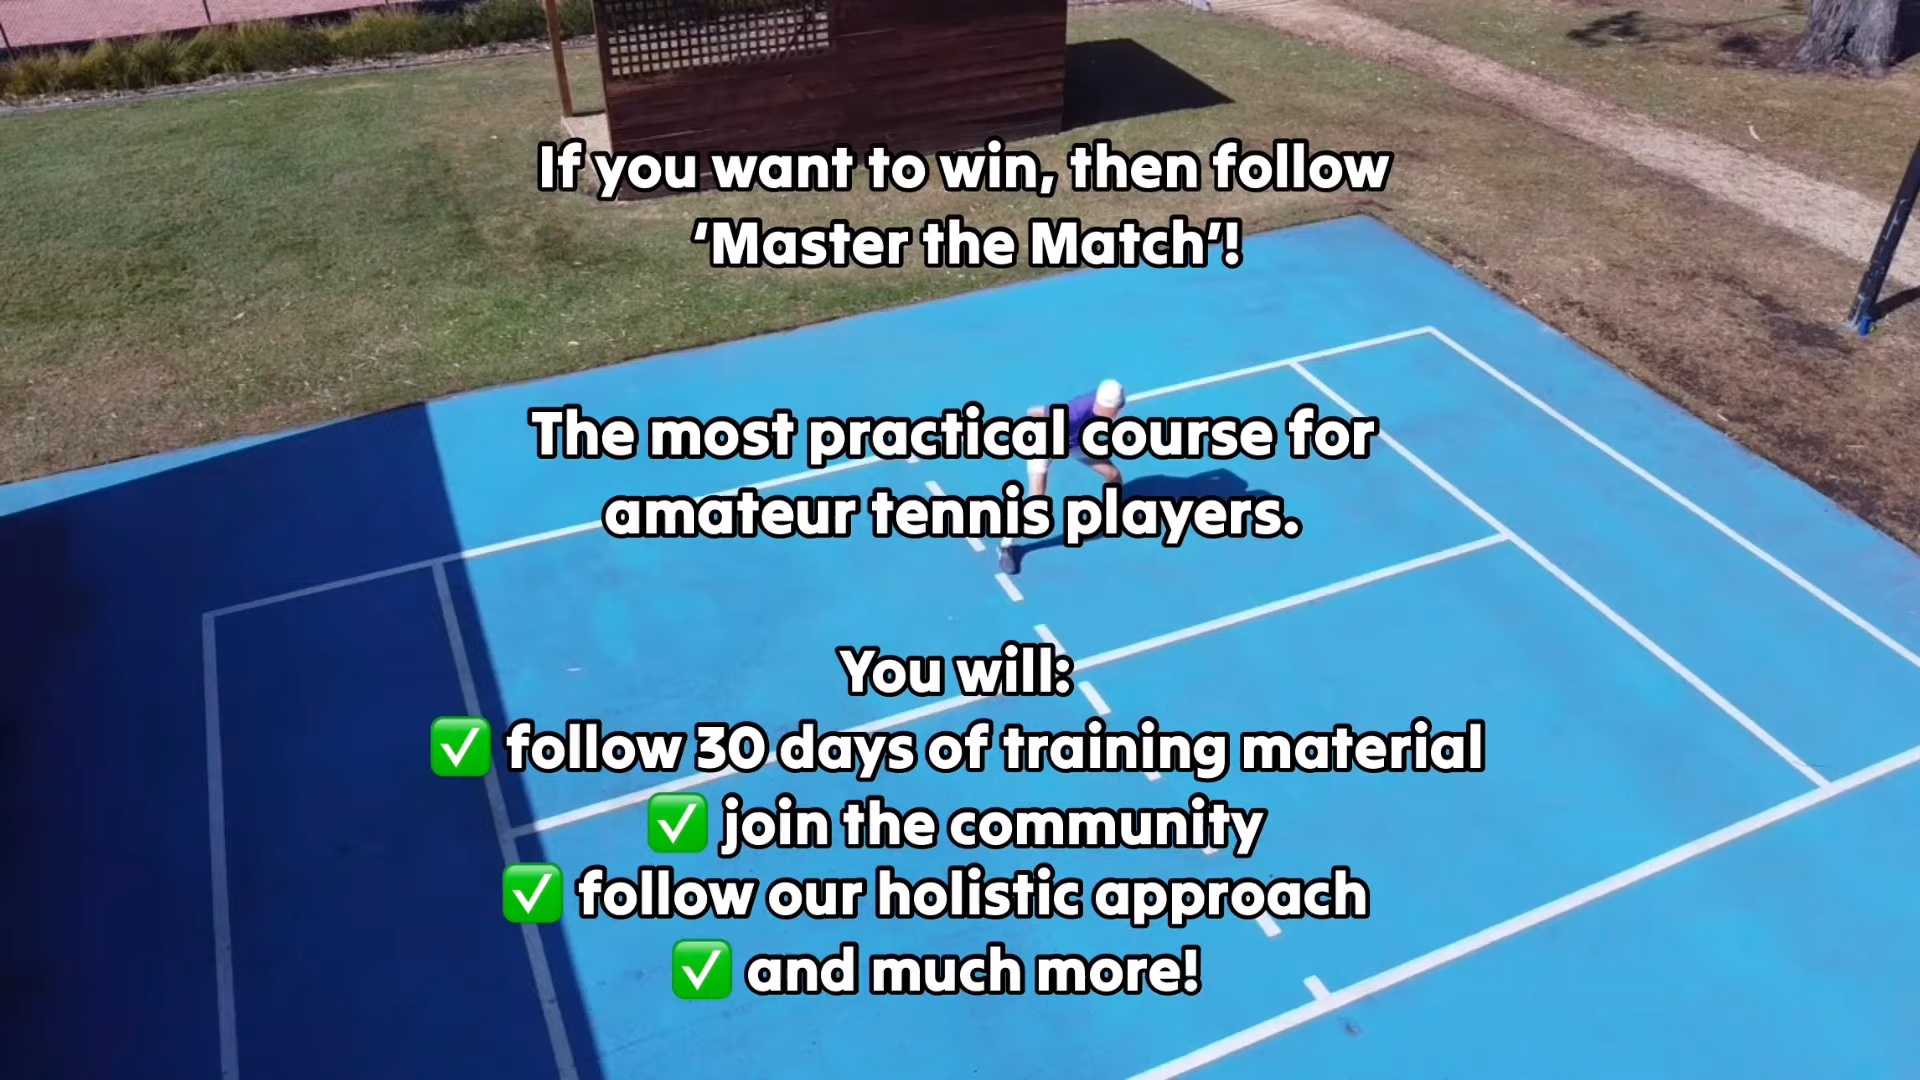 If you want to win, then follow
‘Master the Match’!
The most practical course for
amateur tennis players.
You will:
✅ follow 30 days of training material
✅ join the community
✅ follow our holistic approach
✅ and much more!